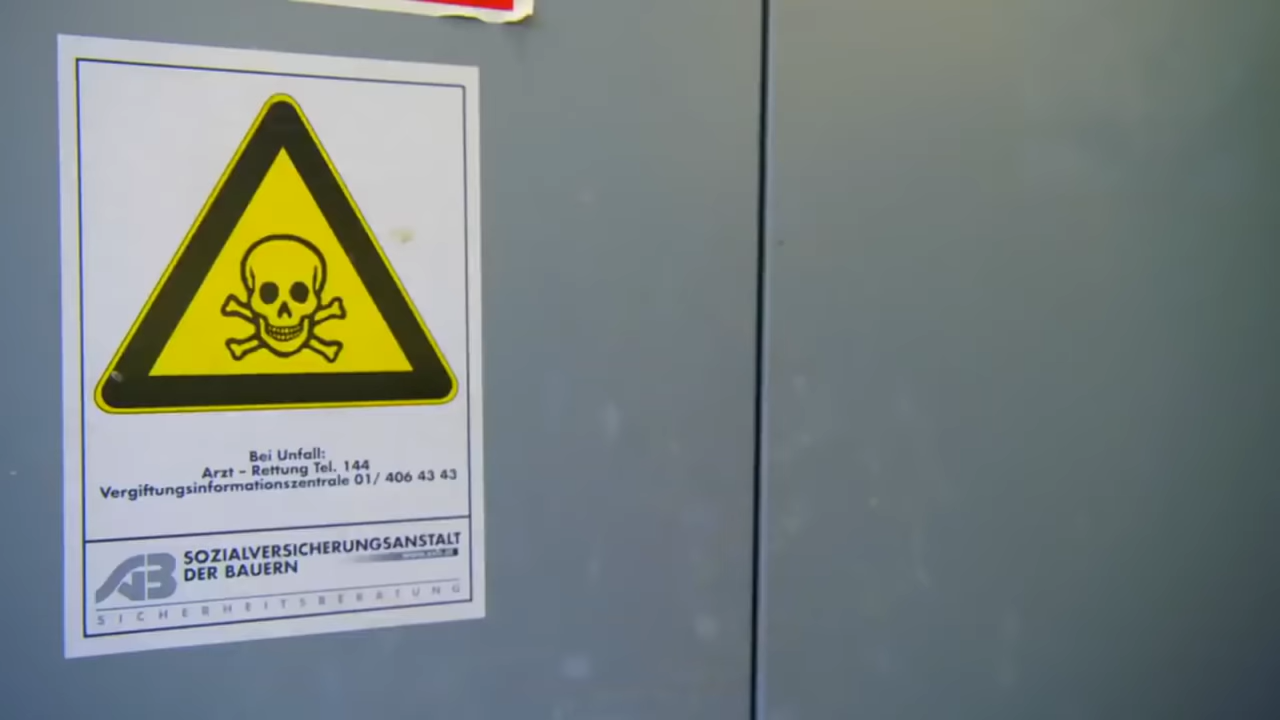 Bei Unfall:
Arzt – Rettung Tel. 144
Vergiftungsinformationszentrale 01/ 406 43 43
SOZIALVERSICHERUNGSANSTALT
DER BAUERN
SICHERHEITSBERATUNG